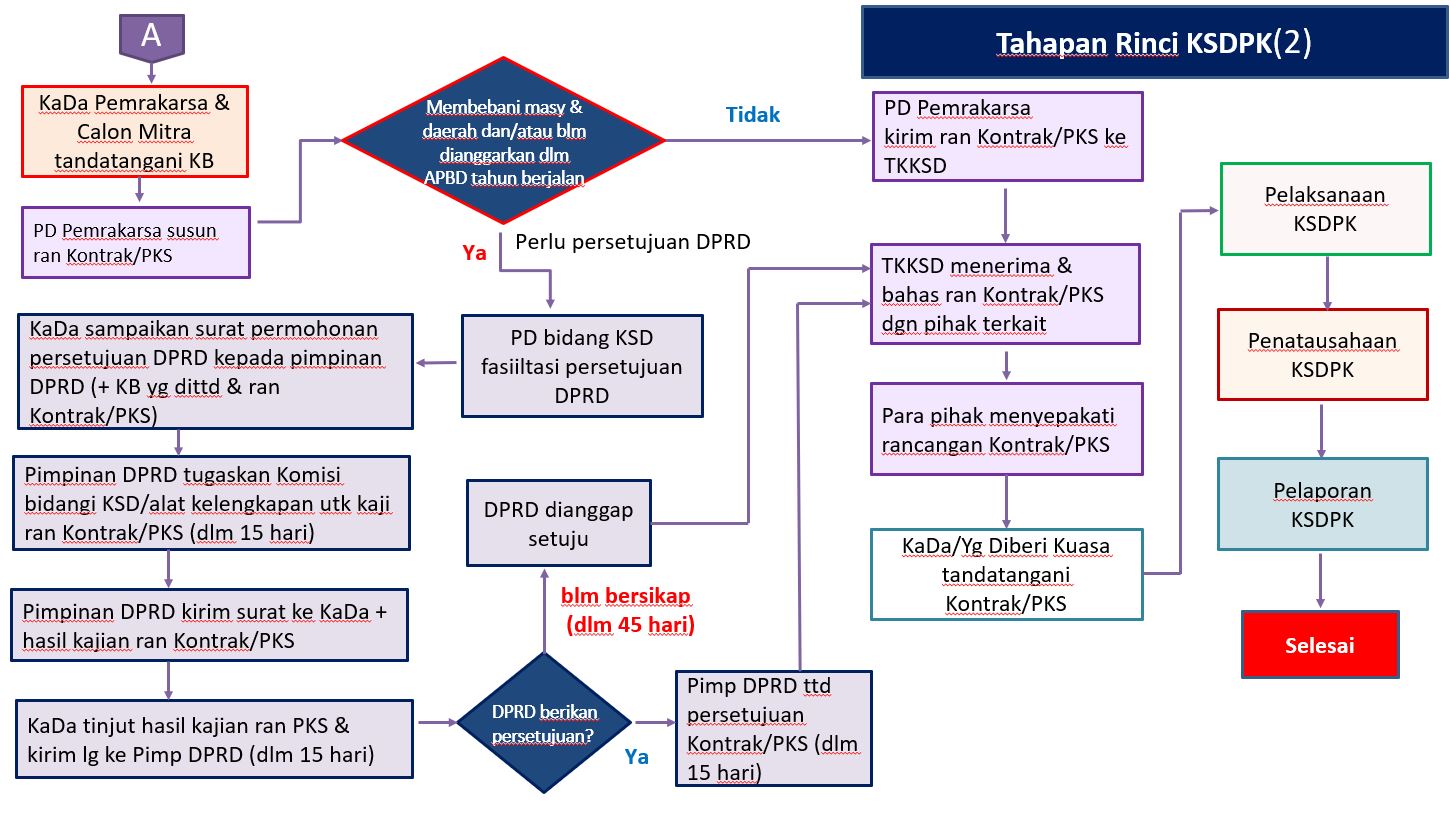 A
Tahapan Rinci KSDPK(2)
KaDa Pemrakarsa &
Calon Mitra
tandatangani KB
PD Pemrakarsa susun
ran Kontrak/PKS
Membebani masy &
daerah dan/atau blm
dianggarkan dlm
APBD tahun berjalan
Tidak
Ya
Perlu persetujuan DPRD
PD bidang KSD
fasiiltasi persetujuan
DPRD
KaDa sampaikan surat permohonan
persetujuan DPRD kepada pimpinan
DPRD (+ KB yg dittd & ran
Kontrak/PKS)
Pimpinan DPRD tugaskan Komisi
bidangi KSD/alat kelengkapan utk kaji
ran Kontrak/PKS (dlm 15 hari)
Pimpinan DPRD kirim surat ke KaDa +
hasil kajian ran Kontrak/PKS
KaDa tinjut hasil kajian ran PKS &
kirim lg ke Pimp DPRD (dlm 15 hari)
DPRD berikan
persetujuan?
blm bersikap
(dlm 45 hari)
DPRD dianggap
setuju
Ya
Pimp DPRD ttd
persetujuan
Kontrak/PKS (dlm
15 hari)
PD Pemrakarsa
kirim ran Kontrak/PKS ke
TKKSD
TKKSD menerima &
bahas ran Kontrak/PKS
dgn pihak terkait
Para pihak menyepakati
rancangan Kontrak/PKS
KaDa/Yg Diberi Kuasa
tandatangani
Kontrak/PKS
Pelaksanaan
KSDPK
Penatausahaan
KSDPK
Pelaporan
KSDPK
Selesai